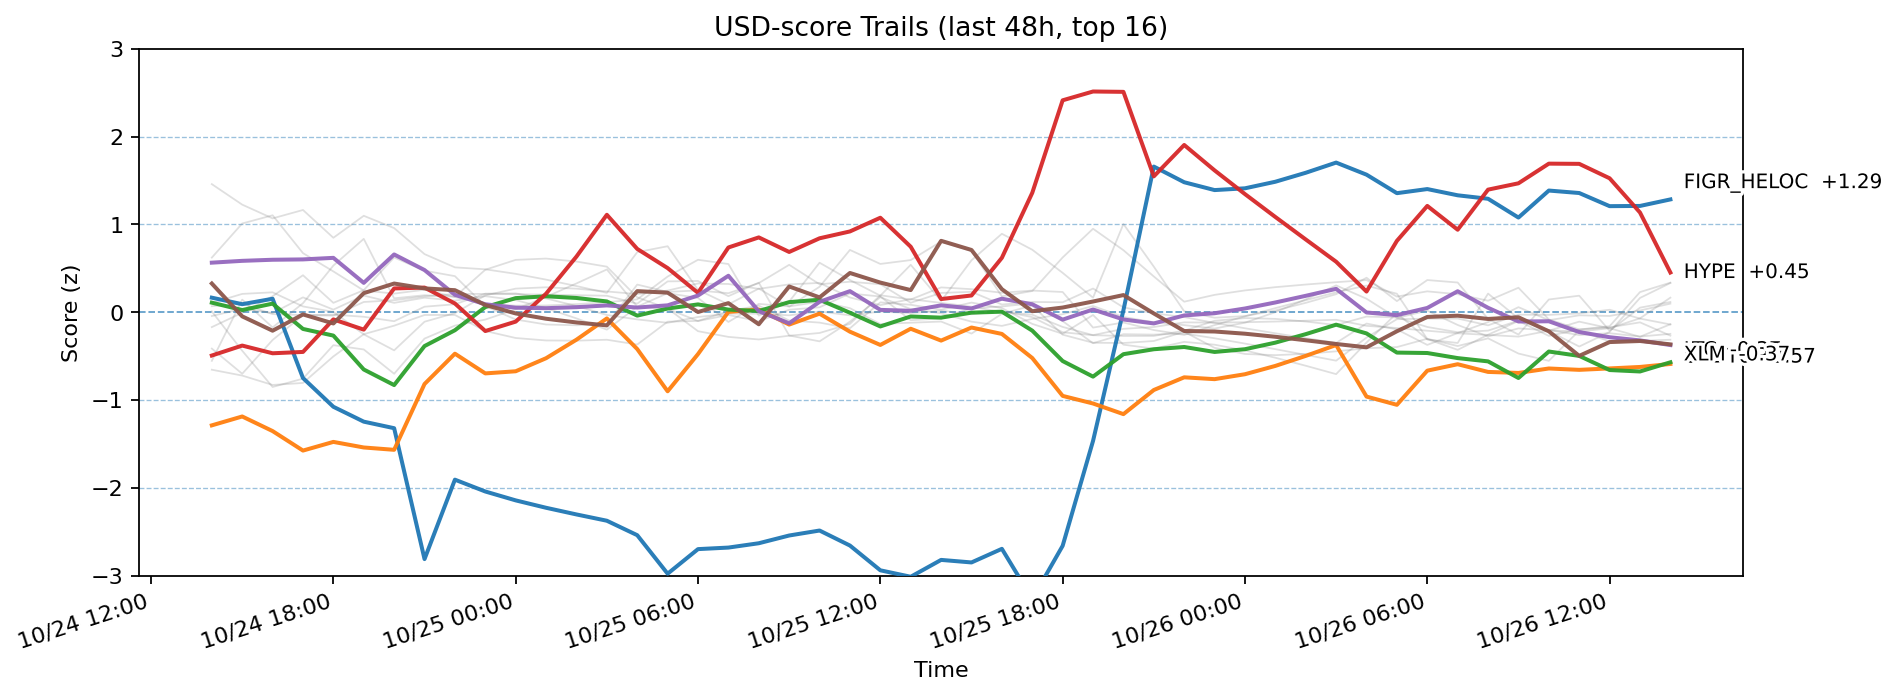 USD-score Trails (last 48h, top 16)
Score (z)
3
2
1
0
−1
−2
−3
FIGR_HELOC +1.29
HYPE +0.45
XLM
10/24 12:00
10/24 18:00
10/25 00:00
10/25 06:00
10/25 12:00
10/25 18:00
10/26 00:00
10/26 06:00
10/26 12:00
Time